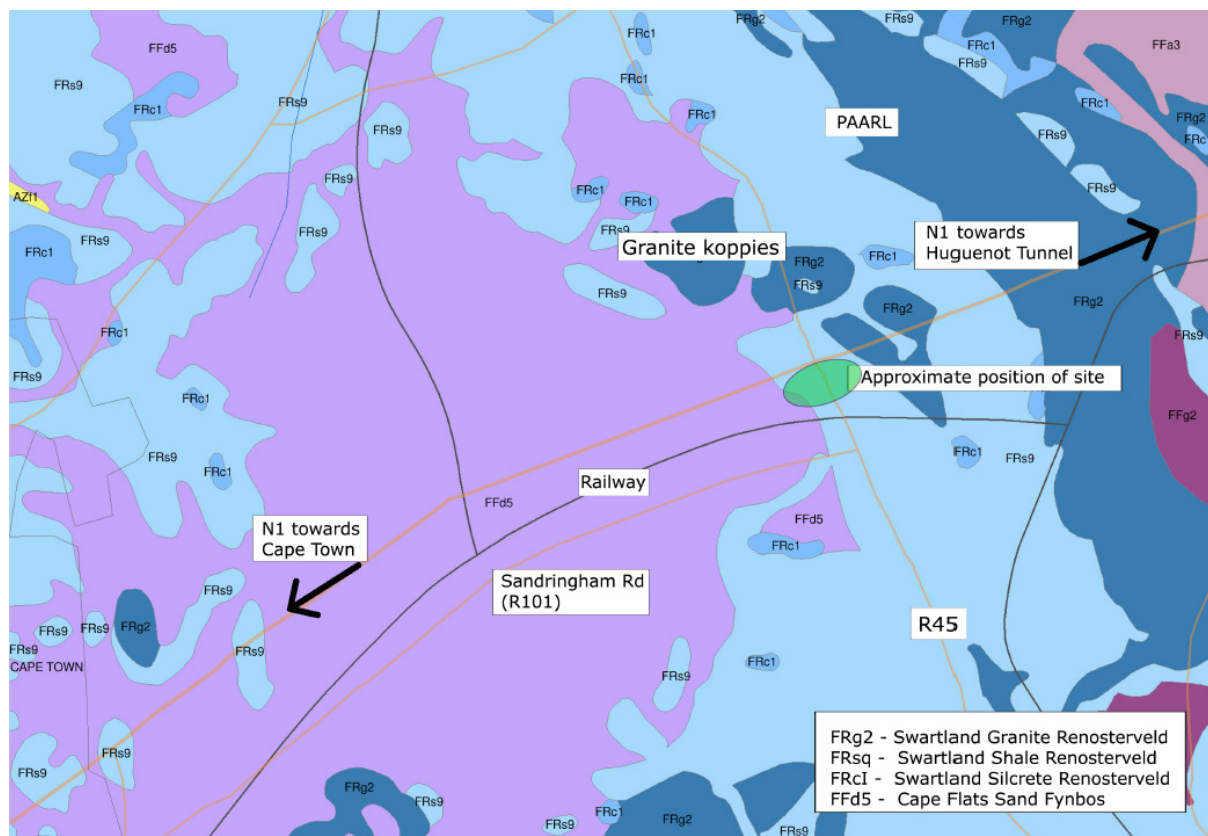 FFd5
FRg2
FRs9
FRc1
FRc1
FRs9
FFa3
FRs9
FRc1
FRs9
FRc1
FRc1
FRc1
PAARL
FRg2
FRs9
FRs9
FRc
FRs9
FRc1
FRs9
AZf1
FRc1
FRs9
FRs9
FRc1
FRs9
Granite koppies
FRg2
FRc1
N1 towards
Huguenot Tunnel
FRs9
FRs9
FRg2
FRg2
FRc1
FRs9
FRs9
Approximate position of site
FRc1
FFg2
FRs9
FRc1
FRc1
FRs9
Railway
FFd5
FFd5
N1 towards
Cape Town
FRc1
Sandringham Rd
(R101)
FRs9
FRs9
FRs9
FRg2
R45
FRs9
FRs9
CAPE TOWN
FRs9
FRc1
FRs9
FRs9
FRg2 - Swartland Granite Renosterveld
FRsq - Swartland Shale Renosterveld
FRcI - Swartland Silcrete Renosterveld
FFd5 - Cape Flats Sand Fynbos
FRs9
FRg2
FRs9
FRc1
FRs9
FRg2
FRs9